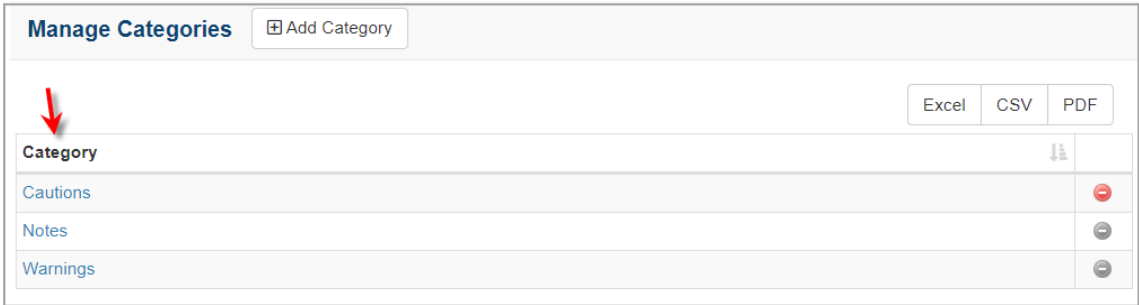 Manage Categories Add Category
Excel CSV PDF
Category
Cautions
Notes
Warnings